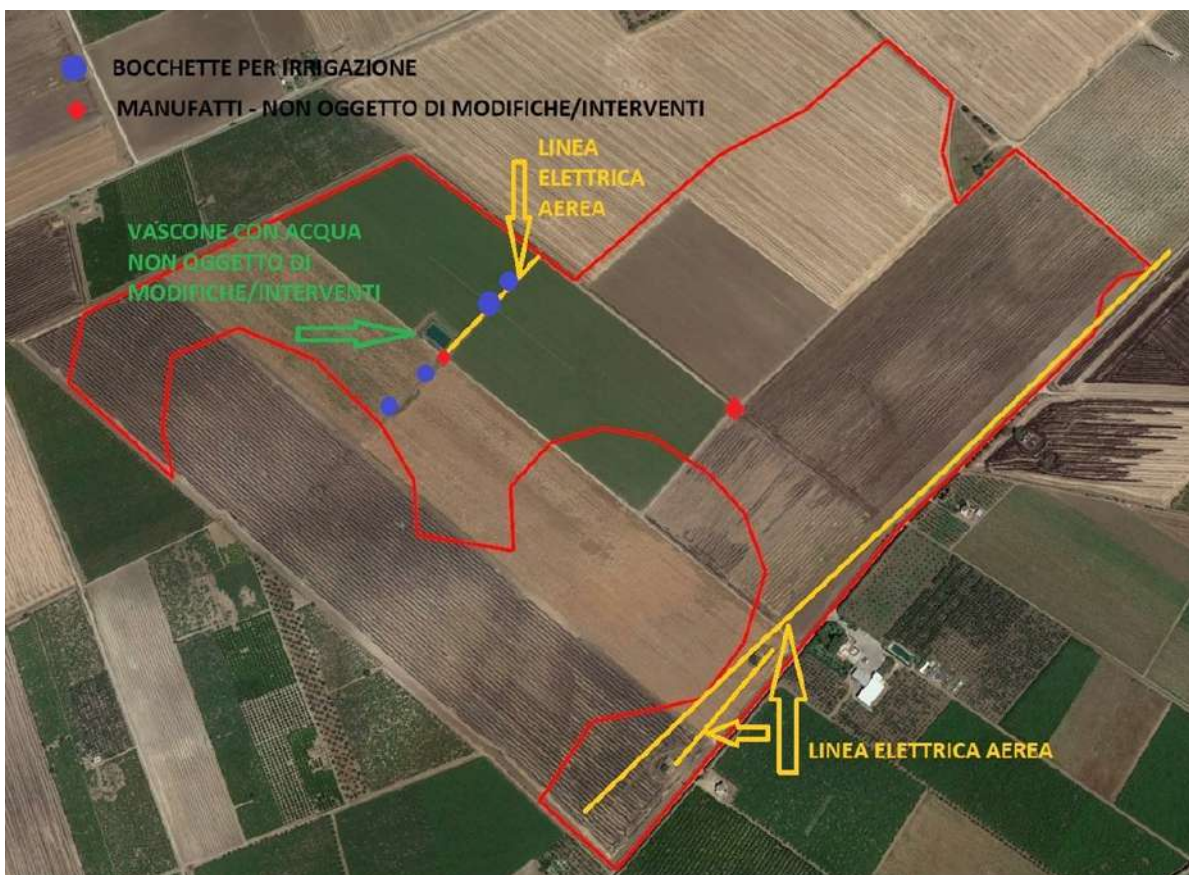 BOCCHETTE PER IRRIGAZIONE
MANUFATTI - NON OGGETTO DI MODIFICHE/INTERVENTI
LINEA
ELETTRICA
AEREA
VASCONE CON ACQUA
NON OGGETTO DI
MODIFICHE/INTERVENTI
LINEA ELETTRICA AEREA